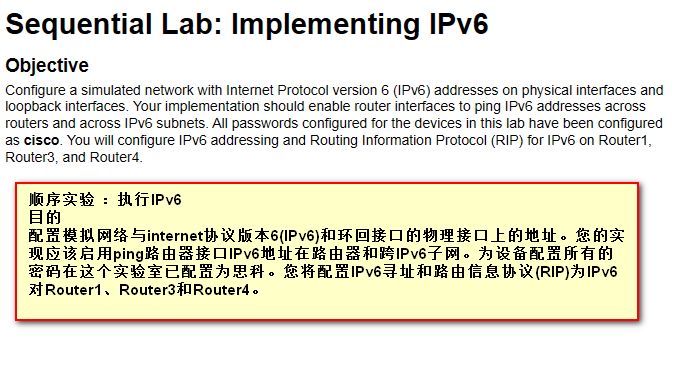 Sequential Lab: Implementing IPv6
Objective
Configure a simulated network with Internet Protocol version 6 (IPv6) addresses on physical interfaces and
loopback interfaces. Your implementation should enable router interfaces to ping IPv6 addresses across
routers and across IPv6 subnets. All passwords configured for the devices in this lab have been configured
as cisco. You will configure IPv6 addressing and Routing Information Protocol (RIP) for IPv6 on Router1,
Router3, and Router4.
顺序实验 ：执行IPv6
目的
配置模拟网络与internet协议版本6(IPv6)和环回接口的物理接口上的地址。您的实
现应该启用ping路由器接口IPv6地址在路由器和跨IPv6子网。为设备配置所有的
密码在这个实验室已配置为思科。您将配置IPv6寻址和路由信息协议(RIP)为IPv6
对Router1、Router3和Router4。